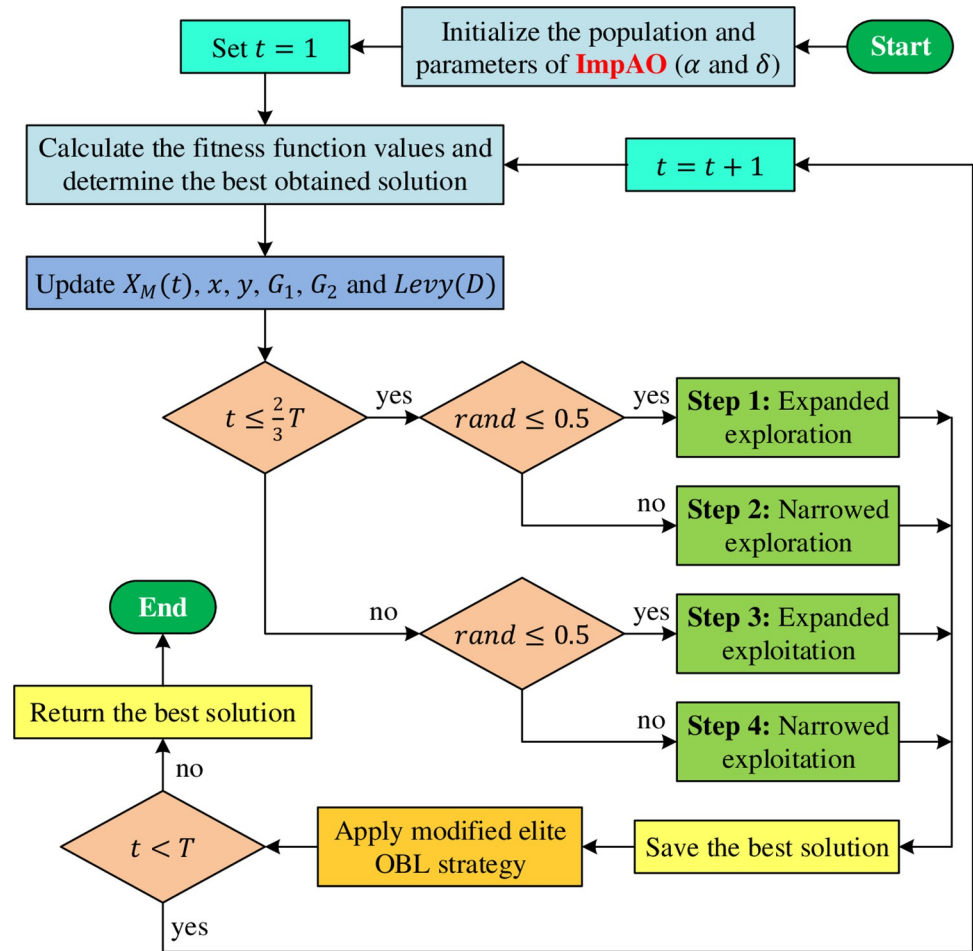 Start
Initialize the population and
parameters of ImpAO (α and δ)
Set t = 1
Calculate the fitness function values and
determine the best obtained solution
t = t + 1
Update X_M(t), x, y, G_1, G_2 and Levy(D)
t ≤ 2/3 T
yes
rand ≤ 0.5
yes
Step 1: Expanded
exploration
no
Step 2: Narrowed
exploration
no
rand ≤ 0.5
yes
Step 3: Expanded
exploitation
no
Step 4: Narrowed
exploitation
Save the best solution
Apply modified elite
OBL strategy
t < T
yes
no
Return the best solution
End